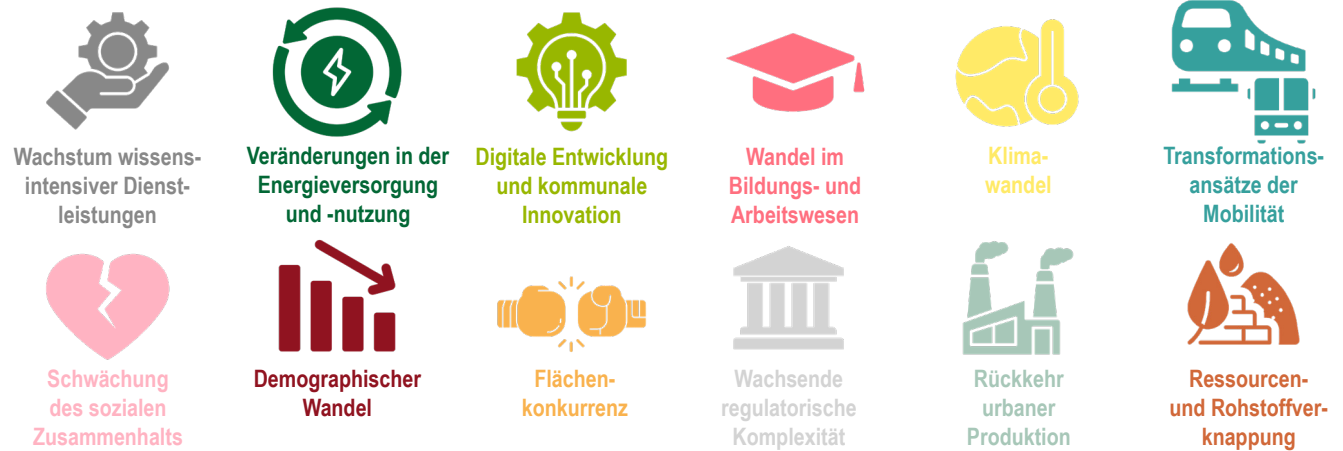 Wachstum wissens-
intensiver Dienst-
leistungen
Veränderungen in der
Energieversorgung
und -nutzung
Digitale Entwicklung
und kommunale
Innovation
Wandel im
Bildungs- und
Arbeitswesen
Klima-
wandel
Transformations-
ansätze der
Mobilität
Schwächung
des sozialen
Zusammenhalts
Demographischer
Wandel
Flächen-
konkurrenz
Wachsende
regulatorische
Komplexität
Rückkehr
urbaner
Produktion
Ressourcen-
und Rohstoffver-
knappung